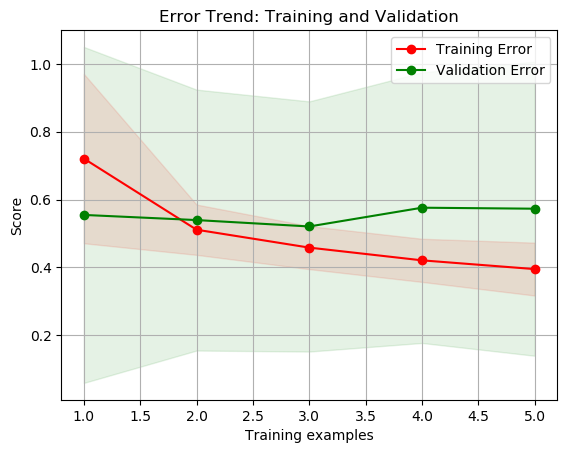 Error Trend: Training and Validation
Training Error
Validation Error
1.0
0.8
0.6
0.4
0.2
Score
1.0 1.5 2.0 2.5 3.0 3.5 4.0 4.5 5.0
Training examples